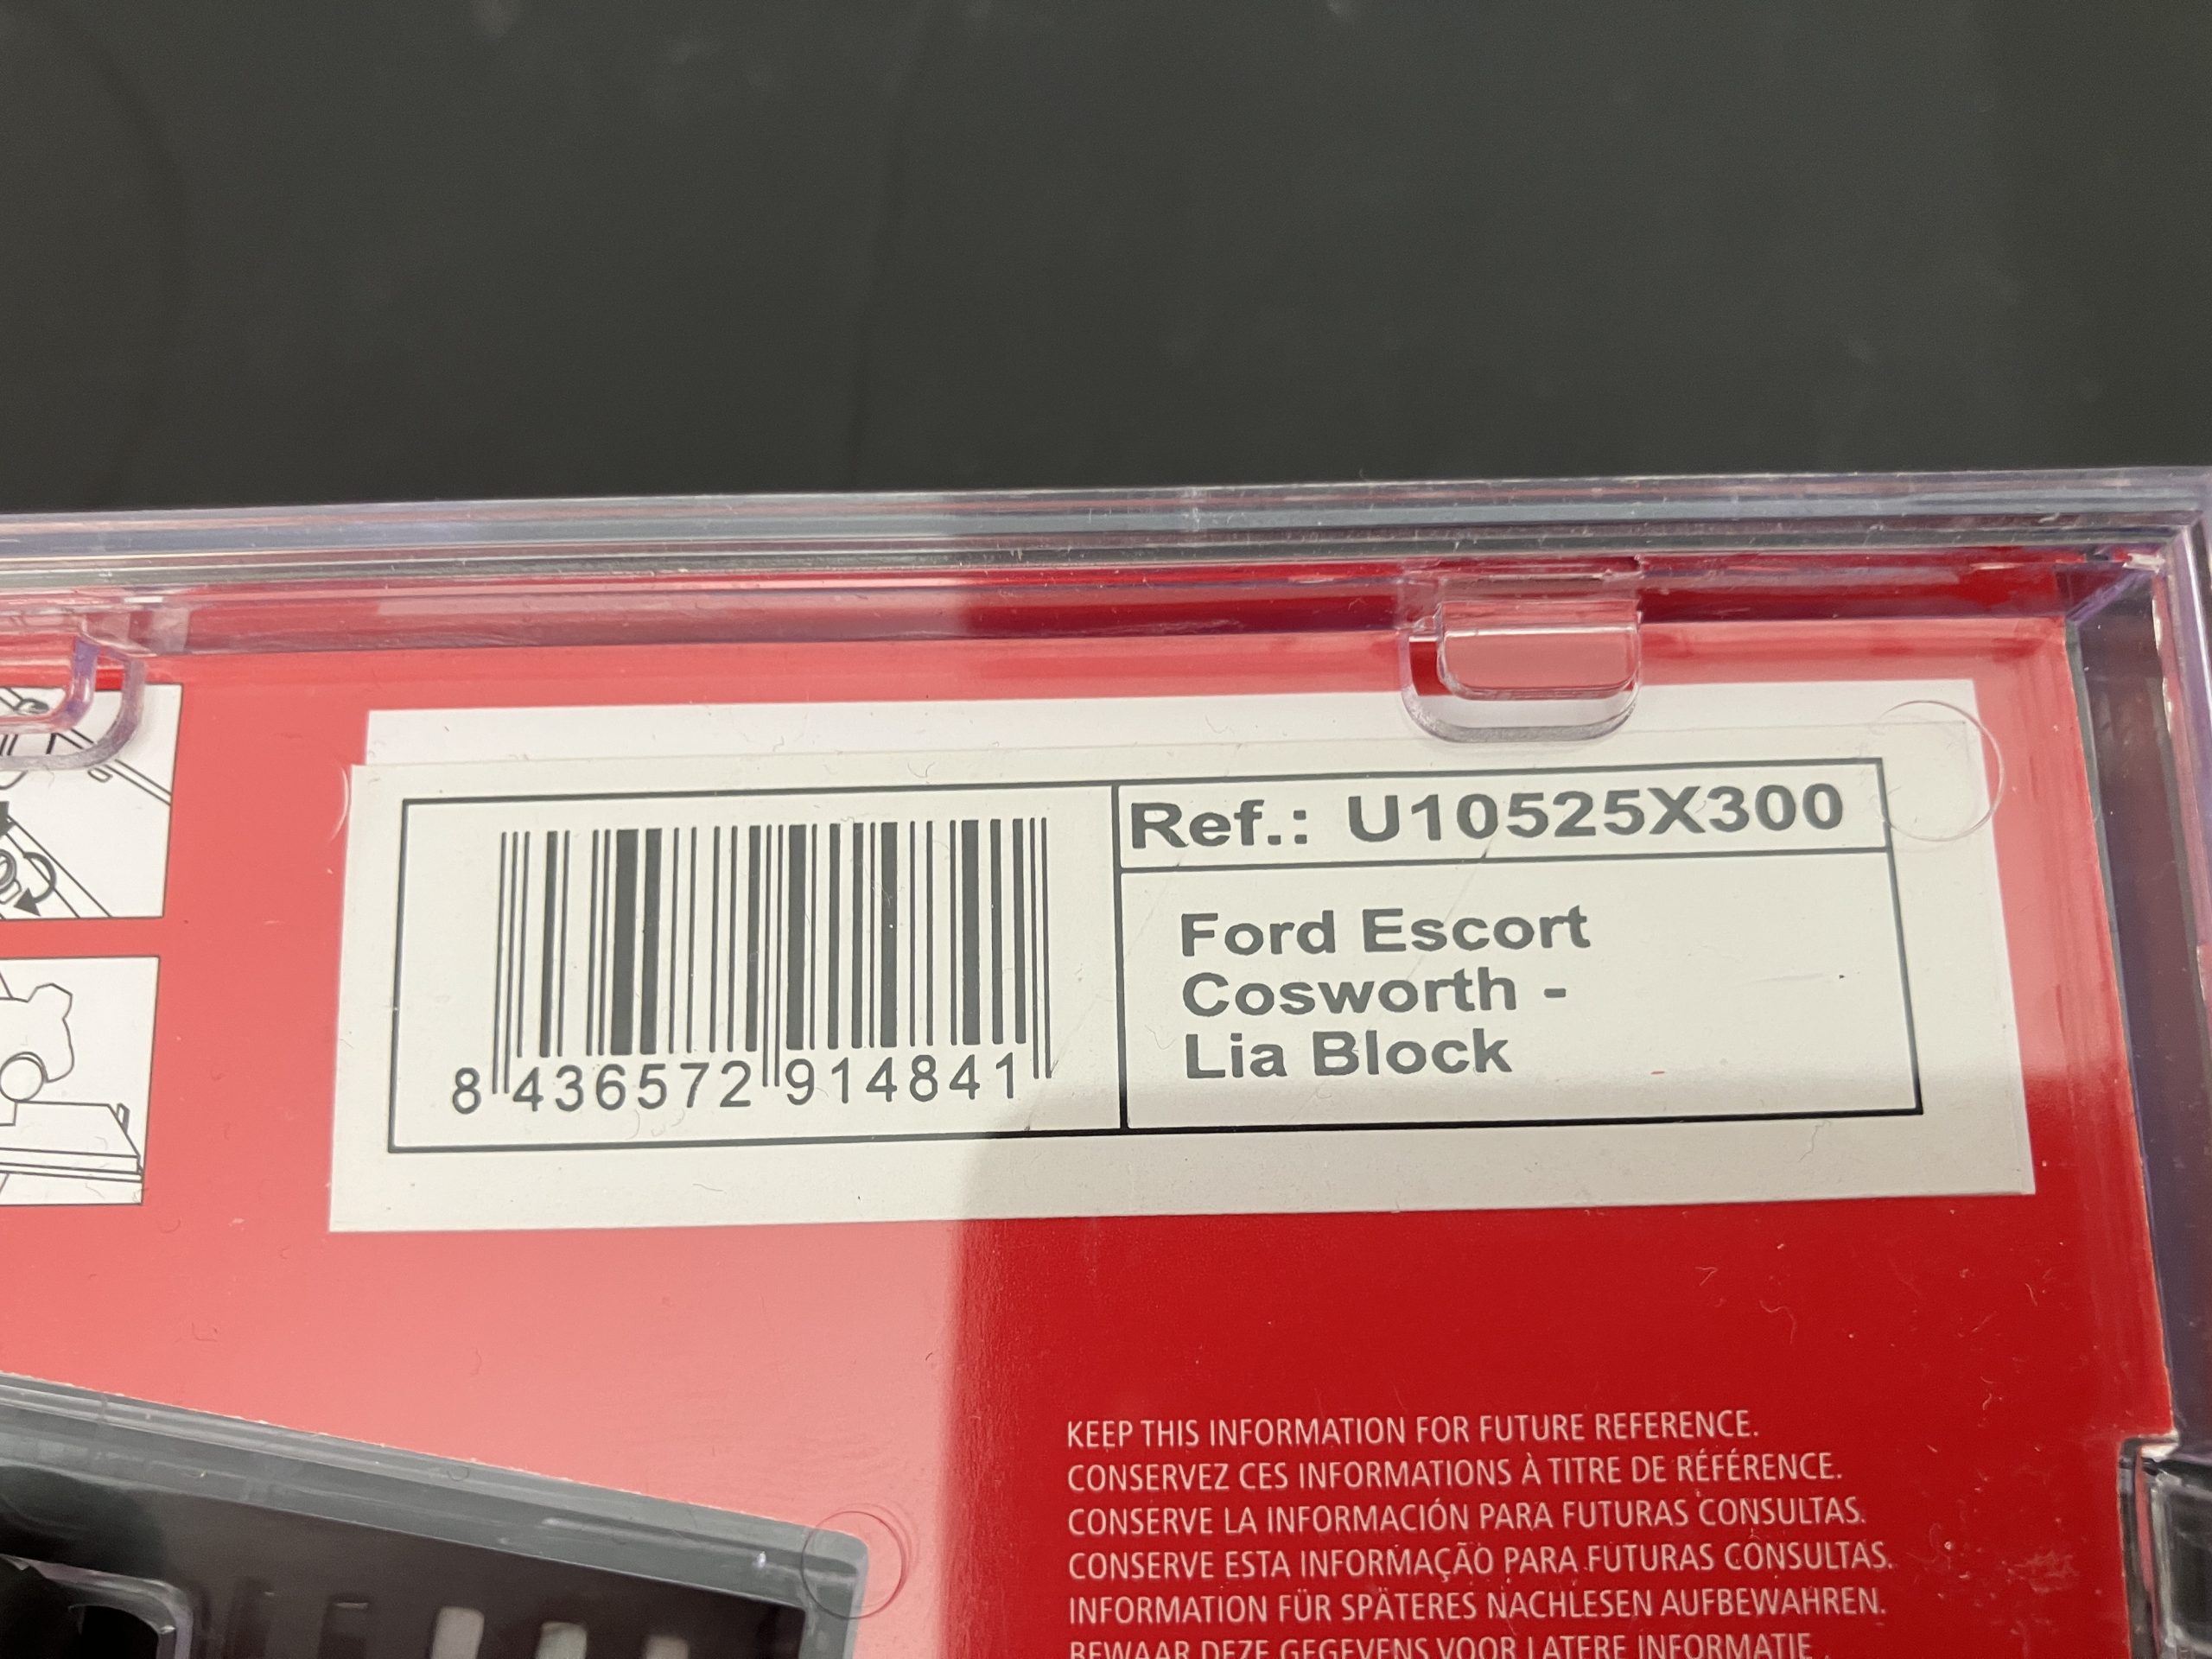 Ref.: U10525X300
Ford Escort
Cosworth -
Lia Block
8 436572 914841
KEEP THIS INFORMATION FOR FUTURE REFERENCE.
CONSERVEZ CES INFORMATIONS À TITRE DE RÉFÉRENCE.
CONSERVE LA INFORMACIÓN PARA FUTURAS CONSULTAS.
CONSERVE ESTA INFORMAÇÃO PARA FUTURAS CONSULTAS.
INFORMATION FÜR SPÄTERES NACHLESEN AUFBEWAHREN.
BEWAAR DEZE GEGEVENS VOOR LATERE INFORMATIE.